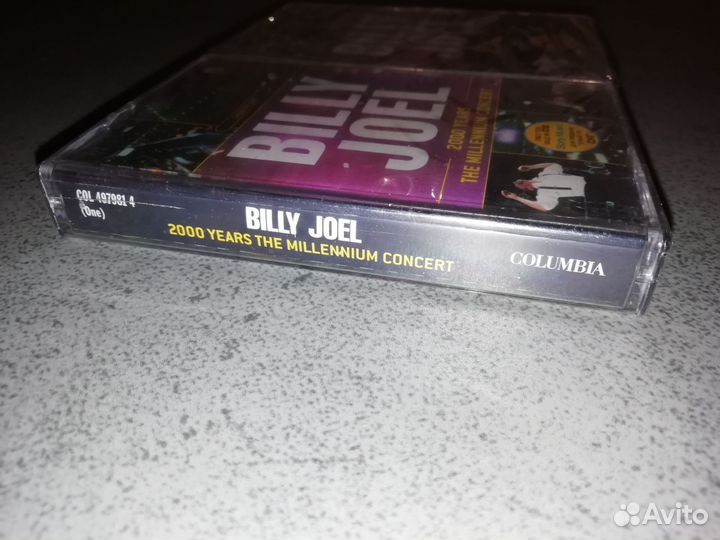 BILLY
JOEL
2000 YEARS
THE MILLENNIUM CONCERT
COL 497981 4
(One)
BILLY JOEL
2000 YEARS THE MILLENNIUM CONCERT
COLUMBIA
Avito